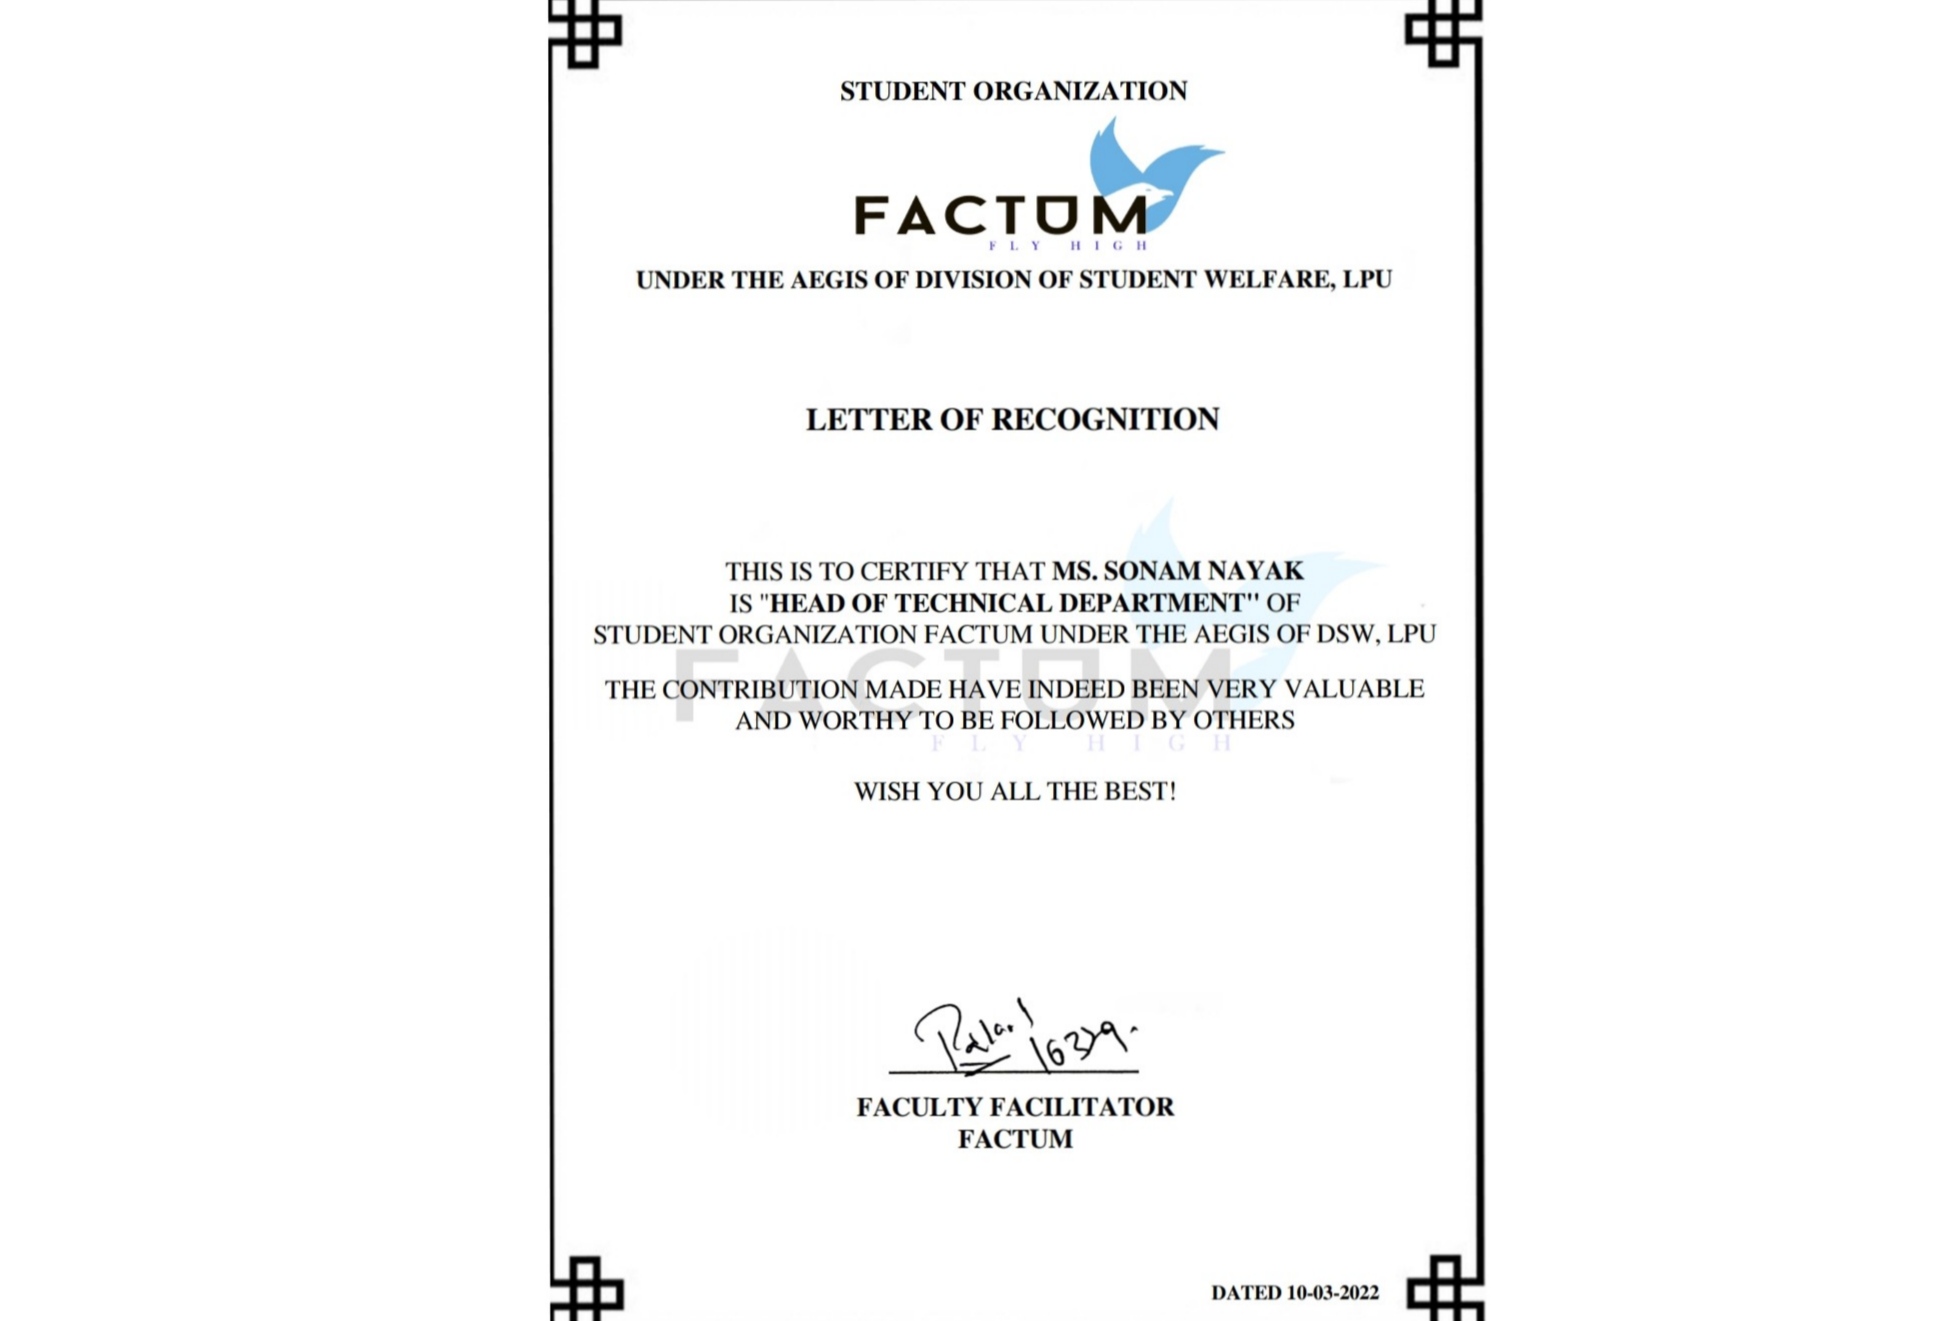 STUDENT ORGANIZATION
FACTUM
FLY HIGH
UNDER THE AEGIS OF DIVISION OF STUDENT WELFARE, LPU
LETTER OF RECOGNITION
THIS IS TO CERTIFY THAT MS. SONAM NAYAK
IS "HEAD OF TECHNICAL DEPARTMENT" OF
STUDENT ORGANIZATION FACTUM UNDER THE AEGIS OF DSW, LPU
FACTUM
THE CONTRIBUTION MADE HAVE INDEED BEEN VERY VALUABLE
AND WORTHY TO BE FOLLOWED BY OTHERS
FLY HIGH
WISH YOU ALL THE BEST!
FACULTY FACILITATOR
FACTUM
DATED 10-03-2022